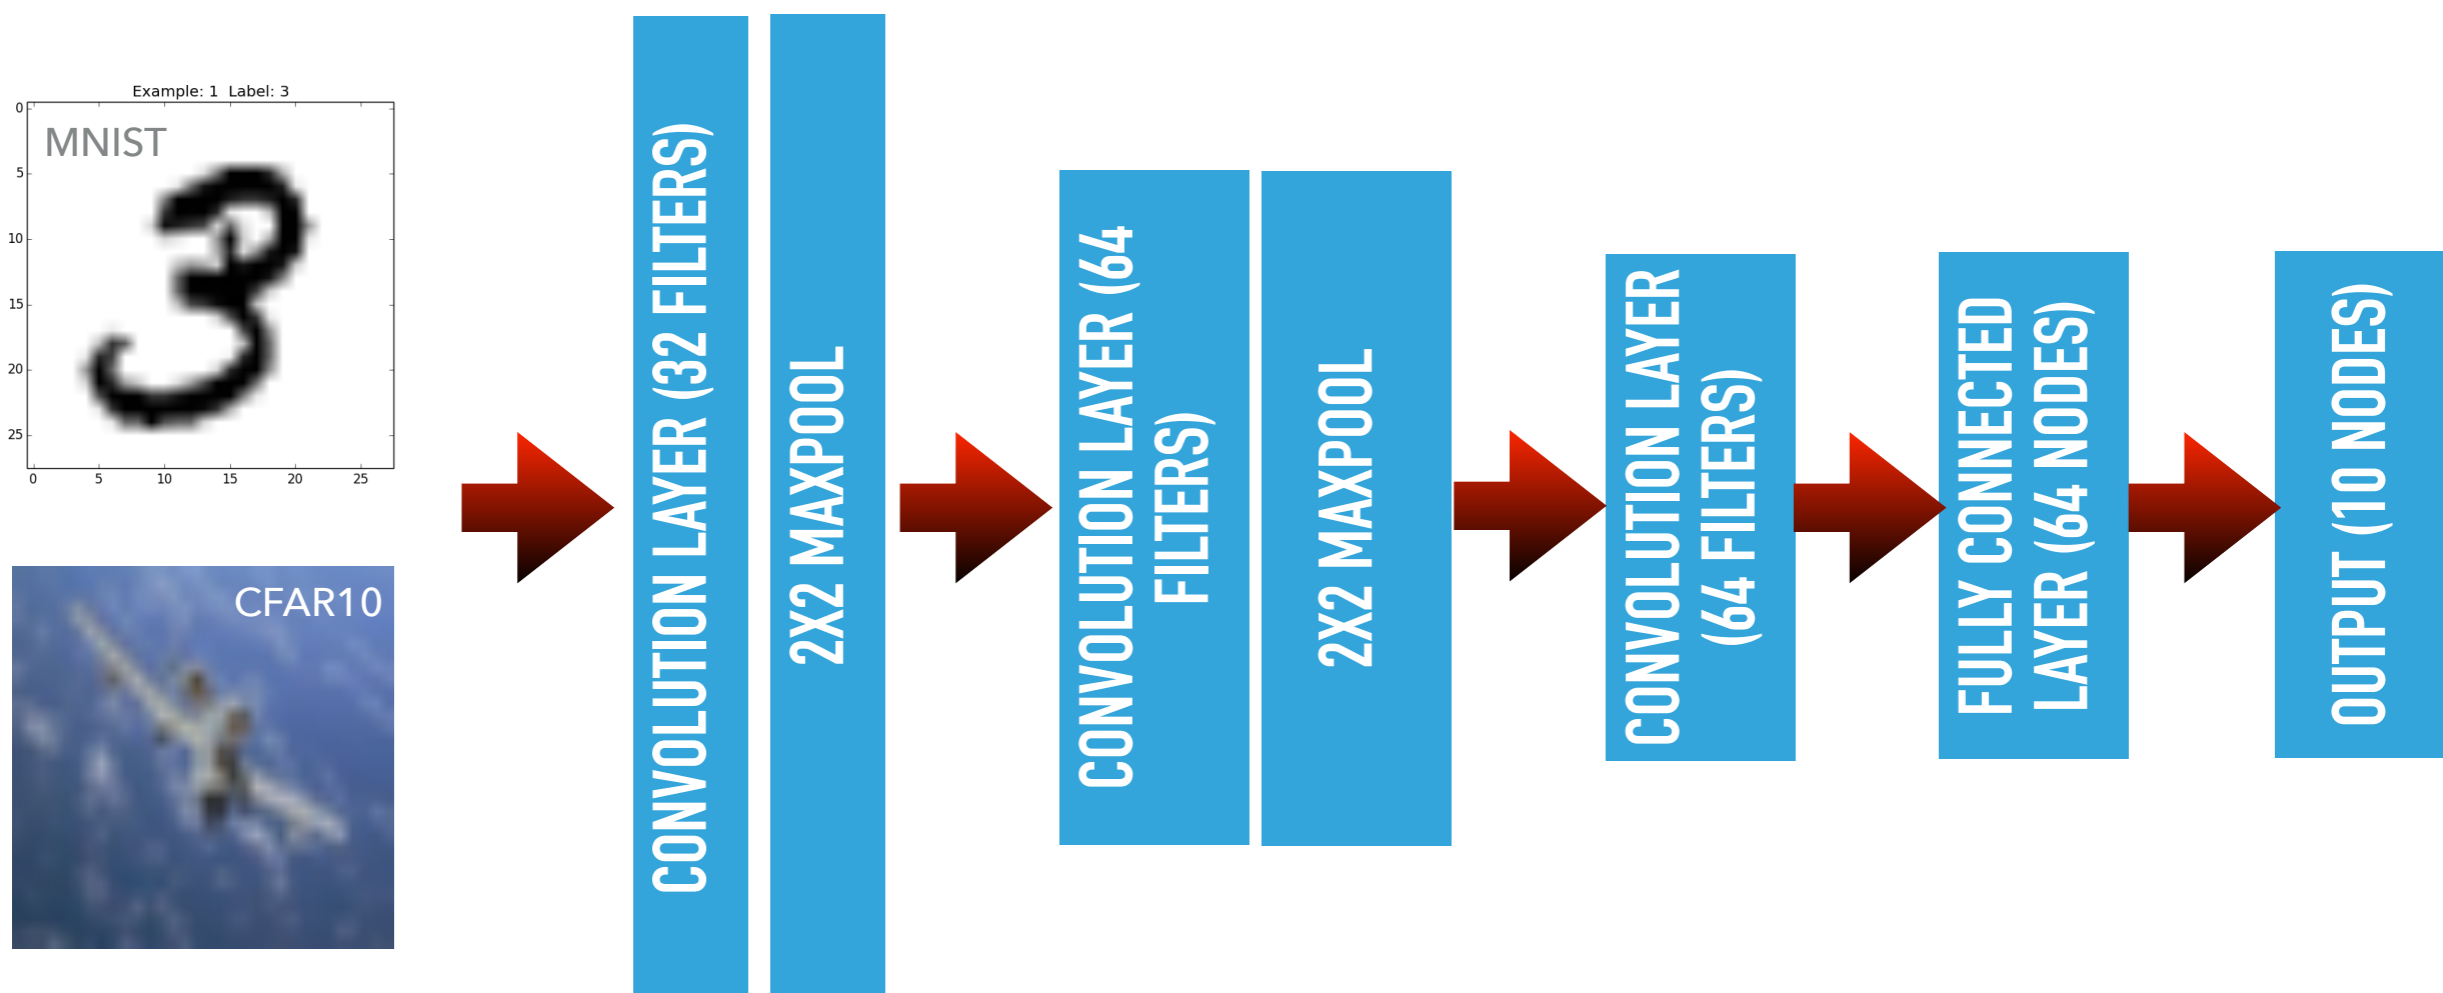 Example: 1 Label: 3
MNIST
0
5
10
15
20
25
0 5 10 15 20 25
CFAR10
CONVOLUTION LAYER (32 FILTERS)
2X2 MAXPOOL
CONVOLUTION LAYER (64
FILTERS)
2X2 MAXPOOL
CONVOLUTION LAYER
(64 FILTERS)
FULLY CONNECTED
LAYER (64 NODES)
OUTPUT (10 NODES)